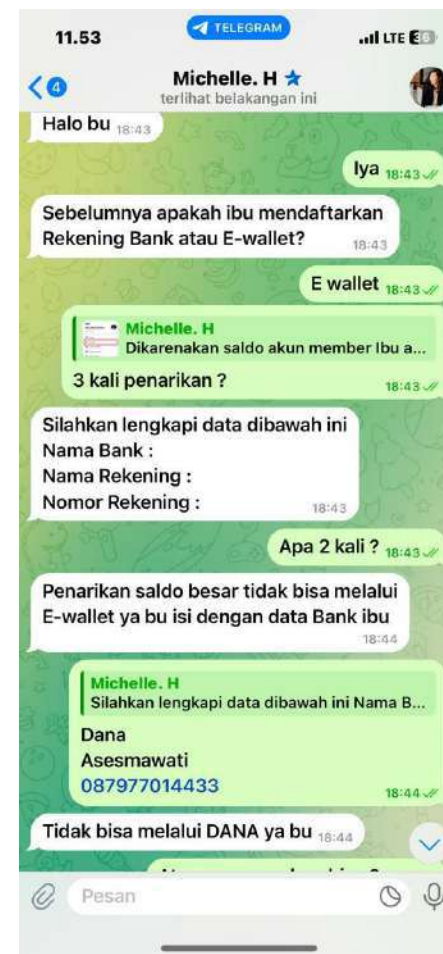 11.53
TELEGRAM
LTE
4
Michelle. H
terlihat belakangan ini
Halo bu 18:43
Iya 18:43
Sebelumnya apakah ibu mendaftarkan
Rekening Bank atau E-wallet?
18:43
E wallet 18:43
Michelle. H
Dikarenakan saldo akun member Ibu a...
3 kali penarikan ?
18:43
Silahkan lengkapi data dibawah ini
Nama Bank :
Nama Rekening :
Nomor Rekening :
18:43
Apa 2 kali ? 18:43
Penarikan saldo besar tidak bisa melalui
E-wallet ya bu isi dengan data Bank ibu
18:44
Michelle. H
Silahkan lengkapi data dibawah ini Nama B...
Dana
Asesmawati
087977014433
18:44
Tidak bisa melalui DANA ya bu 18:44
Pesan